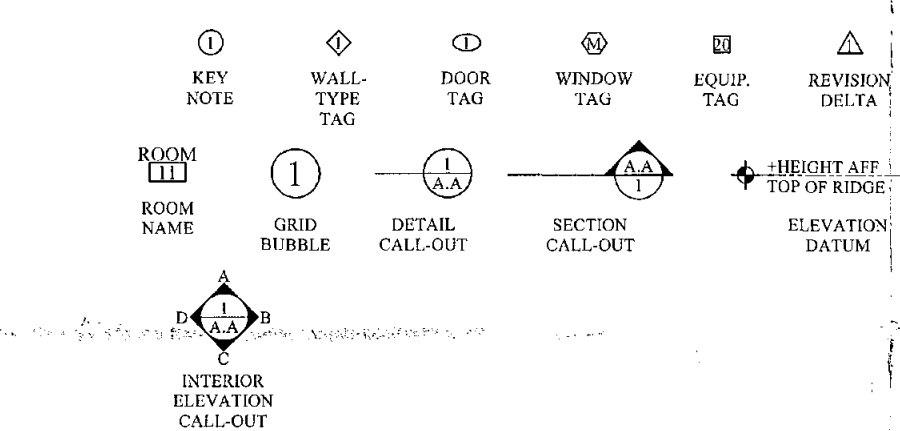 1 1 1 M 20 1
KEY WALL- DOOR WINDOW EQUIP. REVISION
NOTE TYPE TAG TAG TAG DELTA
TAG
ROOM
11 1 1 A.A +HEIGHT AFF
A.A 1 TOP OF RIDGE
ROOM GRID DETAIL SECTION ELEVATION
NAME BUBBLE CALL-OUT CALL-OUT DATUM
A
1
D A.A B
C
INTERIOR
ELEVATION
CALL-OUT